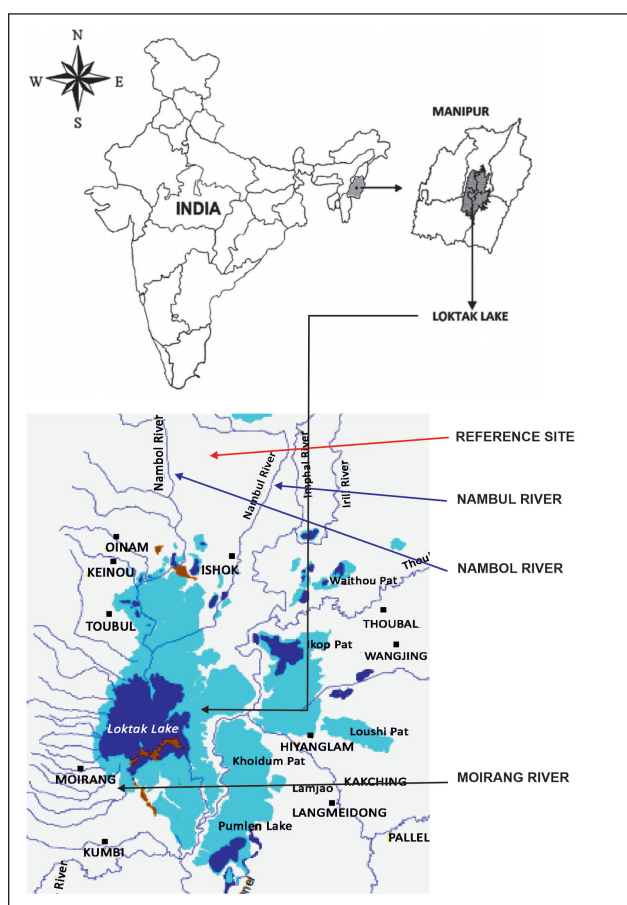 N
W
E
S
MANIPUR
INDIA
LOKTAK LAKE
REFERENCE SITE
Nambol River
Imphal River
Iril River
Nambul River
NAMBUL RIVER
OINAM
KEINOU
ISHOK
NAMBOL RIVER
Thou
Waithou Pat
TOUBUL
THOUBAL
Ikop Pat
WANGJING
Loktak Lake
Loushi Pat
HIYANGLAM
Khoidum Pat
MOIRANG
KAKCHING
MOIRANG RIVER
Lamjao
LANGMEIDONG
Pumlen Lake
PALLEL
KUMBI
River